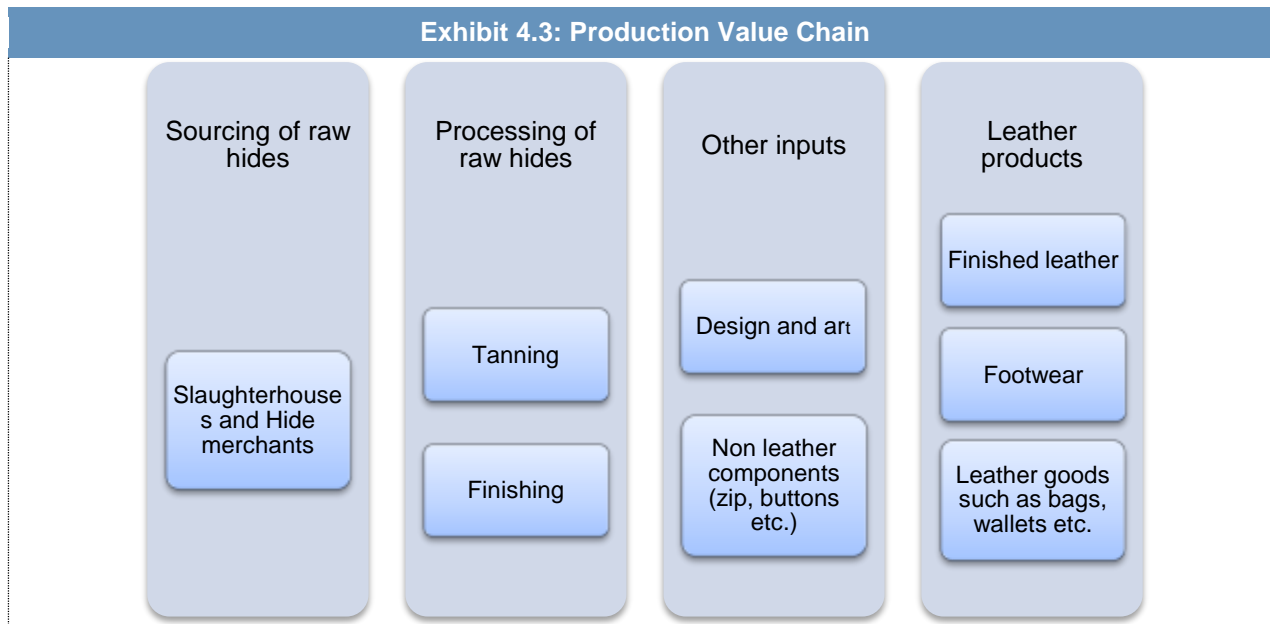 Exhibit 4.3: Production Value Chain
Sourcing of raw
hides
Slaughterhouse
s and Hide
merchants
Processing of
raw hides
Tanning
Finishing
Other inputs
Design and art
Non leather
components
(zip, buttons
etc.)
Leather
products
Finished leather
Footwear
Leather goods
such as bags,
wallets etc.